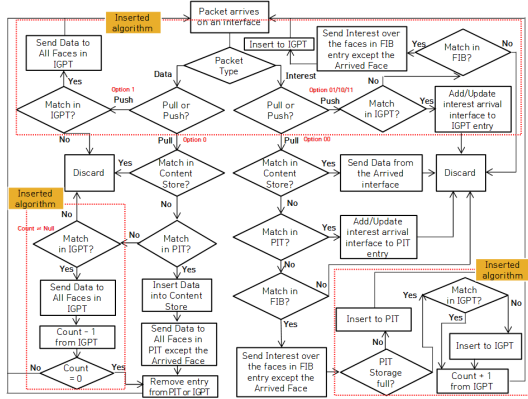 Inserted
algorithm
Packet arrives
on an interface
Send Data to
All Faces in
IGPT
Insert to IGPT
Send Interest over
the faces in FIB
entry except the
Arrived Face
Yes
Match in
FIB?
No
Packet
Type
Data
Interest
Yes
No
Match in
IGPT?
Option 1
Push
Pull or
Push?
Pull or
Push?
Option 01/10/11
Push
Match
in IGPT?
Yes
Add/Update
interest arrival
interface to
IGPT entry
No
Pull
Option 0
Pull
Option 00
Discard
Yes
Match in
Content
Store?
Match in
Content
Store?
Yes
Send Data from
the Arrived
interface
Discard
Inserted
algorithm
No
No
No
Count = Null
Match
in IGPT?
No
Match
in PIT?
Match
in PIT?
Yes
Add/Update
interest arrival
interface to PIT
entry
Yes
Yes
No
No
Inserted
algorithm
Send Data to
All Faces in
IGPT
Insert Data
into Content
Store
Match in
FIB?
Yes
Match
in IGPT?
No
Insert to PIT
Count - 1
from IGPT
Send Data to
All Faces in
PIT except the
Arrived Face
Yes
No
Yes
Insert to IGPT
No
Count
= 0
Yes
Remove entry
from PIT or IGPT
Send Interest over
the faces in FIB
entry except the
Arrived Face
PIT
Storage
full?
Count + 1
from IGPT